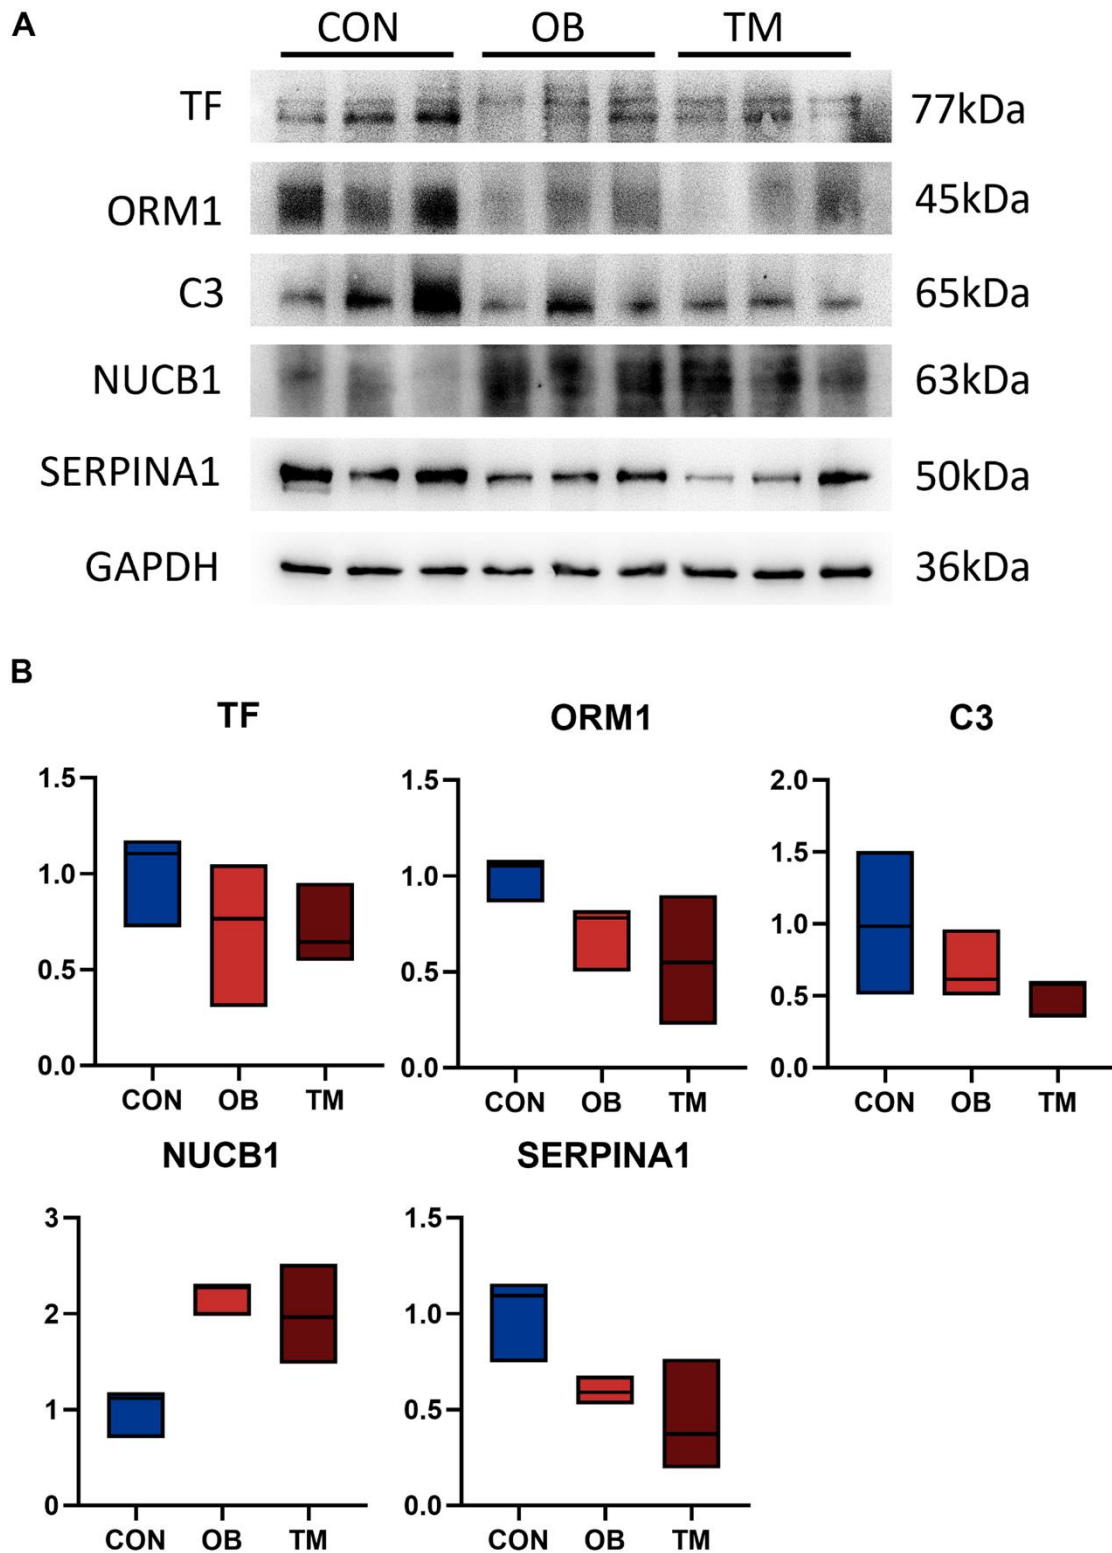 A
CON OB TM
TF 77kDa
ORM1 45kDa
C3 65kDa
NUCB1 63kDa
SERPINA1 50kDa
GAPDH 36kDa
B
TF
1.5
1.0
0.5
0.0
CON OB TM
ORM1
1.5
1.0
0.5
0.0
CON OB TM
C3
2.0
1.5
1.0
0.5
0.0
CON OB TM
NUCB1
3
2
1
0
CON OB TM
SERPINA1
1.5
1.0
0.5
0.0
CON OB TM